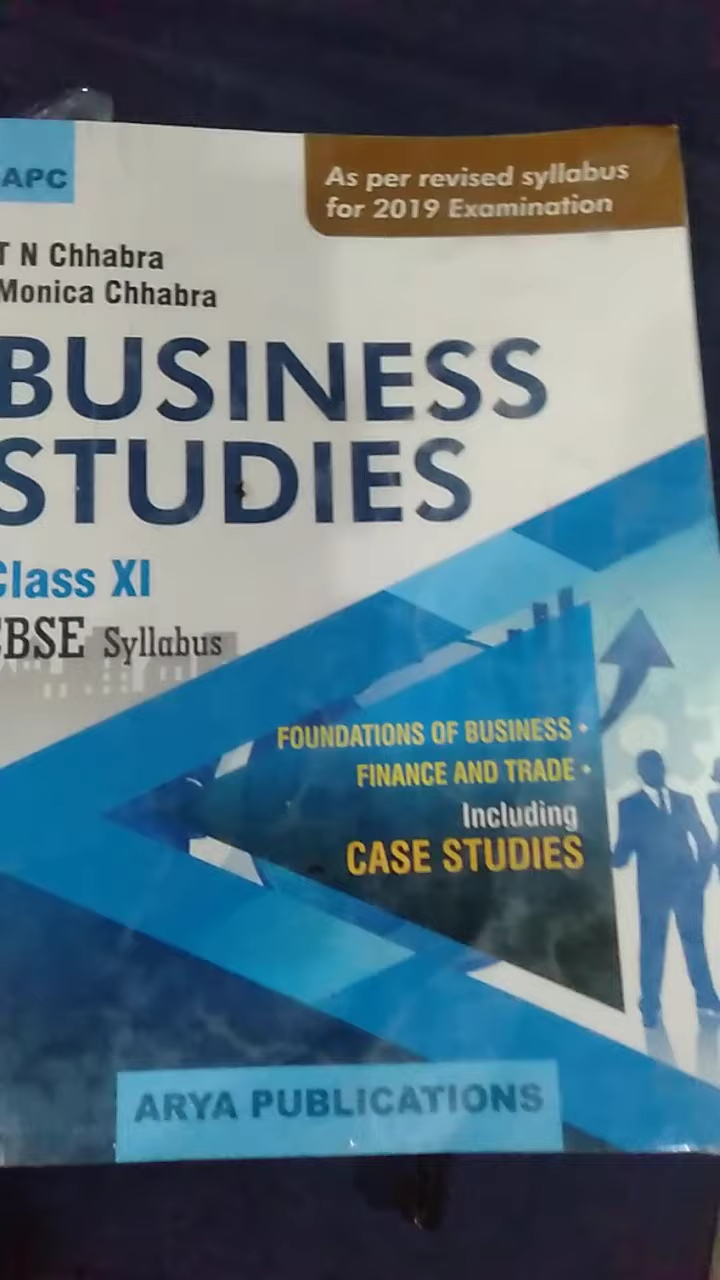 APC
As per revised syllabus
for 2019 Examination
T N Chhabra
Monica Chhabra
BUSINESS
STUDIES
Class XI
CBSE Syllabus
FOUNDATIONS OF BUSINESS •
FINANCE AND TRADE •
Including
CASE STUDIES
ARYA PUBLICATIONS